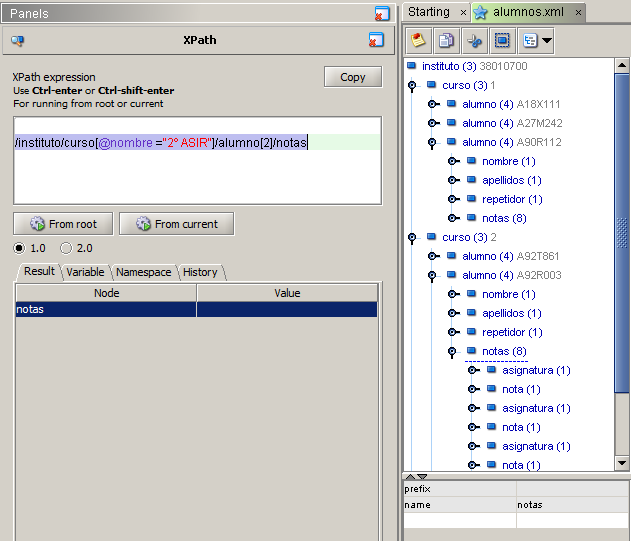 Panels
XPath
XPath expression
Copy
Use Ctrl-enter or Ctrl-shift-enter
For running from root or current
/instituto/curso[@nombre ="2º ASIR"]/alumno[2]/notas
From root
From current
1.0
2.0
Result
Variable
Namespace
History
Node
Value
notas
Starting ×
alumnos.xml ×
instituto (3) 38010700
curso (3) 1
alumno (4) A18X111
alumno (4) A27M242
alumno (4) A90R112
nombre (1)
apellidos (1)
repetidor (1)
notas (8)
curso (3) 2
alumno (4) A92T861
alumno (4) A92R003
nombre (1)
apellidos (1)
repetidor (1)
notas (8)
asignatura (1)
nota (1)
asignatura (1)
nota (1)
asignatura (1)
nota (1)
prefix
name notas